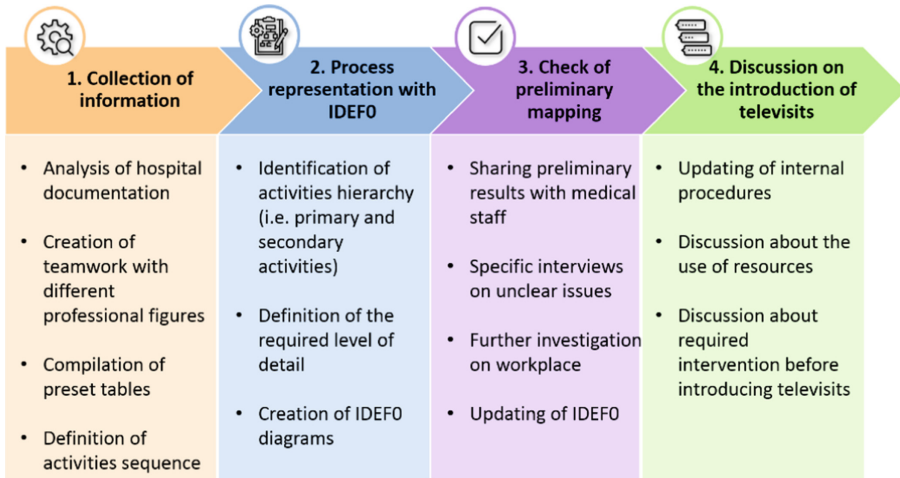 1. Collection of
information
• Analysis of hospital
documentation
• Creation of
teamwork with
different
professional figures
• Compilation of
preset tables
• Definition of
activities sequence
2. Process
representation with
IDEF0
• Identification of
activities hierarchy
(i.e. primary and
secondary
activities)
• Definition of the
required level of
detail
• Creation of IDEF0
diagrams
3. Check of
preliminary
mapping
• Sharing preliminary
results with medical
staff
• Specific interviews
on unclear issues
• Further investigation
on workplace
• Updating of IDEF0
4. Discussion on
the introduction of
televisits
• Updating of internal
procedures
• Discussion about the
use of resources
• Discussion about
required
intervention before
introducing televisits